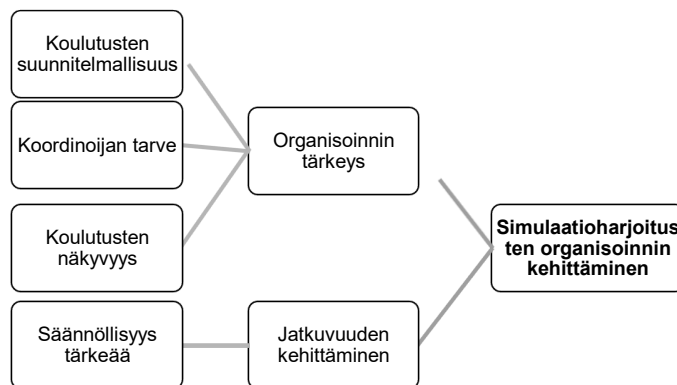 Koulutusten
suunnitelmallisuus
Koordinoijan tarve
Koulutusten
näkyvyys
Säännöllisyys
tärkeää
Organisoinnin
tärkeys
Jatkuvuuden
kehittäminen
Simulaatioharjoitus
ten organisoinnin
kehittäminen